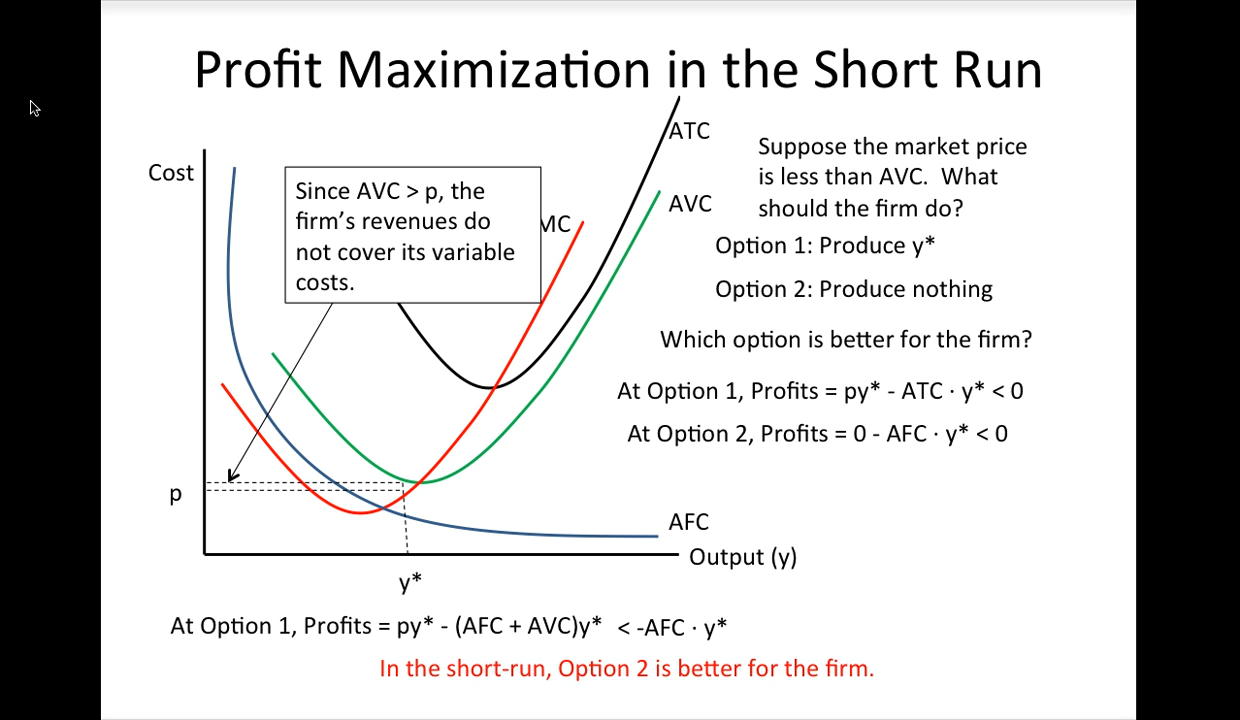 Profit Maximization in the Short Run
Cost
Since AVC > p, the
firm's revenues do
not cover its variable
costs.
MC
ATC
AVC
Suppose the market price
is less than AVC. What
should the firm do?
Option 1: Produce y*
Option 2: Produce nothing
Which option is better for the firm?
At Option 1, Profits = py* - ATC · y* < 0
At Option 2, Profits = 0 - AFC · y* < 0
p
AFC
Output (y)
y*
At Option 1, Profits = py* - (AFC + AVC)y* < -AFC · y*
In the short-run, Option 2 is better for the firm.